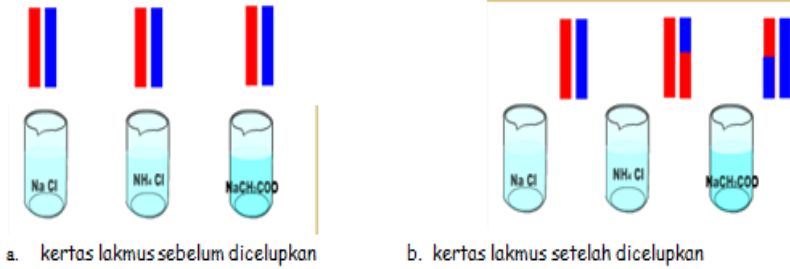 Na Cl
NH₄ Cl
NaCH₃COO
Na Cl
NH₄ Cl
NaCH₃COO
a. kertas lakmus sebelum dicelupkan
b. kertas lakmus setelah dicelupkan